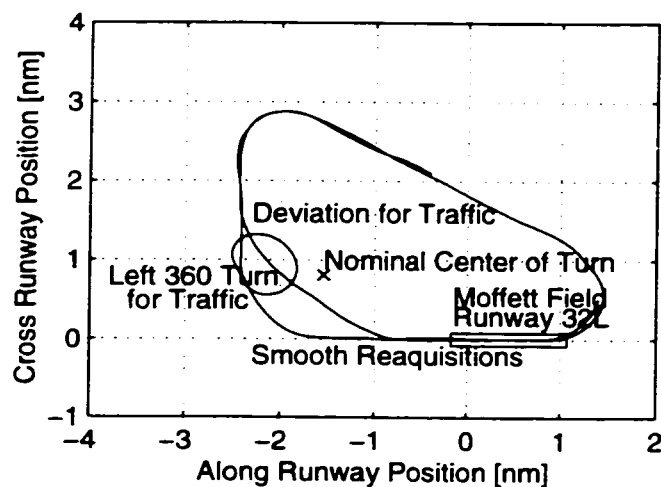 4
3
2
1
0
−1
−4
−3
−2
−1
0
1
2
Cross Runway Position [nm]
Along Runway Position [nm]
Deviation for Traffic
Nominal Center of Turn
Left 360 Turn
for Traffic
Moffett Field
Runway 32L
Smooth Reaquisitions